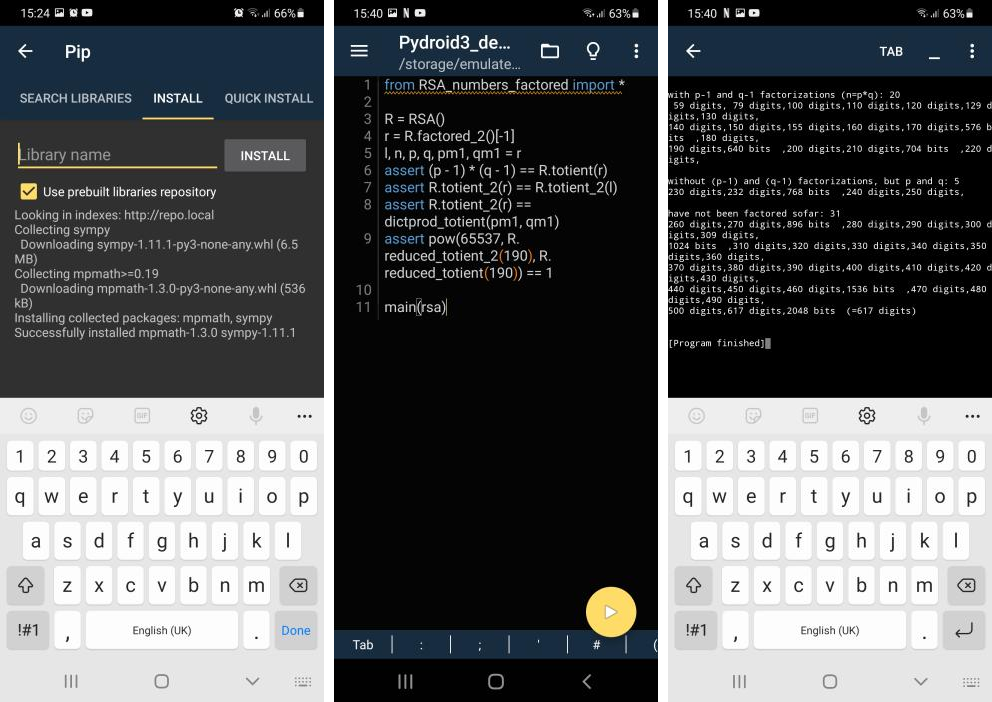 15:24 66%
Pip
SEARCH LIBRARIES INSTALL QUICK INSTALL
Library name INSTALL
Use prebuilt libraries repository
Looking in indexes: http://repo.local
Collecting sympy
Downloading sympy-1.11.1-py3-none-any.whl (6.5
MB)
Collecting mpmath>=0.19
Downloading mpmath-1.3.0-py3-none-any.whl (536
kB)
Installing collected packages: mpmath, sympy
Successfully installed mpmath-1.3.0 sympy-1.11.1
GIF
1 2 3 4 5 6 7 8 9 0
q w e r t y u i o p
a s d f g h j k l
z x c v b n m
!#1 , English (UK) . Done
15:40 N 63%
Pydroid3_de...
/storage/emulate...
1 from RSA_numbers_factored import *
2
3 R = RSA()
4 r = R.factored_2()[-1]
5 l, n, p, q, pm1, qm1 = r
6 assert (p - 1) * (q - 1) == R.totient(r)
7 assert R.totient_2(r) == R.totient_2(l)
8 assert R.totient_2(r) ==
dictprod_totient(pm1, qm1)
9 assert pow(65537, R.
reduced_totient_2(190), R.
reduced_totient(190)) == 1
10
11 main(rsa)
Tab : ; ' # (
15:40 N 63%
TAB _
with p-1 and q-1 factorizations (n=p*q): 20
59 digits, 79 digits,100 digits,110 digits,120 digits,129 d
igits,130 digits,
140 digits,150 digits,155 digits,160 digits,170 digits,576 b
its ,180 digits,
190 digits,640 bits ,200 digits,210 digits,704 bits ,220 d
igits,
without (p-1) and (q-1) factorizations, but p and q: 5
230 digits,232 digits,768 bits ,240 digits,250 digits,
have not been factored sofar: 31
260 digits,270 digits,896 bits ,280 digits,290 digits,300 d
igits,309 digits,
1024 bits ,310 digits,320 digits,330 digits,340 digits,350
digits,360 digits,
370 digits,380 digits,390 digits,400 digits,410 digits,420 d
igits,430 digits,
440 digits,450 digits,460 digits,1536 bits ,470 digits,480
digits,490 digits,
500 digits,617 digits,2048 bits (=617 digits)
[Program finished]
GIF
1 2 3 4 5 6 7 8 9 0
q w e r t y u i o p
a s d f g h j k l
z x c v b n m
!#1 , English (UK) .